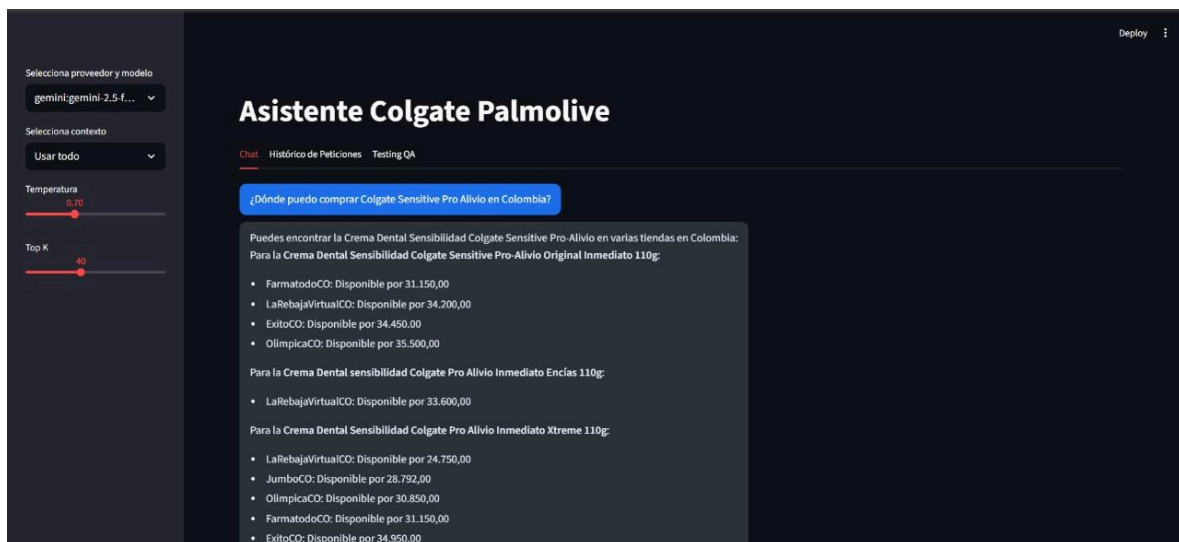 Deploy
Selecciona proveedor y modelo
gemini:gemini-2.5-f...
Selecciona contexto
Usar todo
Temperatura
0.70
Top K
40
Asistente Colgate Palmolive
Chat Histórico de Peticiones Testing QA
¿Dónde puedo comprar Colgate Sensitive Pro Alivio en Colombia?
Puedes encontrar la Crema Dental Sensibilidad Colgate Sensitive Pro-Alivio en varias tiendas en Colombia:
Para la Crema Dental Sensibilidad Colgate Sensitive Pro-Alivio Original Inmediato 110g:
• FarmatodoCO: Disponible por 31.150,00
• LaRebajaVirtualCO: Disponible por 34.200,00
• ExitoCO: Disponible por 34.450.00
• OlimpicaCO: Disponible por 35.500,00
Para la Crema Dental sensibilidad Colgate Pro Alivio Inmediato Encías 110g:
• LaRebajaVirtualCO: Disponible por 33.600,00
Para la Crema Dental Sensibilidad Colgate Pro Alivio Inmediato Xtreme 110g:
• LaRebajaVirtualCO: Disponible por 24.750,00
• JumboCO: Disponible por 28.792,00
• OlimpicaCO: Disponible por 30.850,00
• FarmatodoCO: Disponible por 31.150,00
• ExitoCO: Disponible por 34.950.00